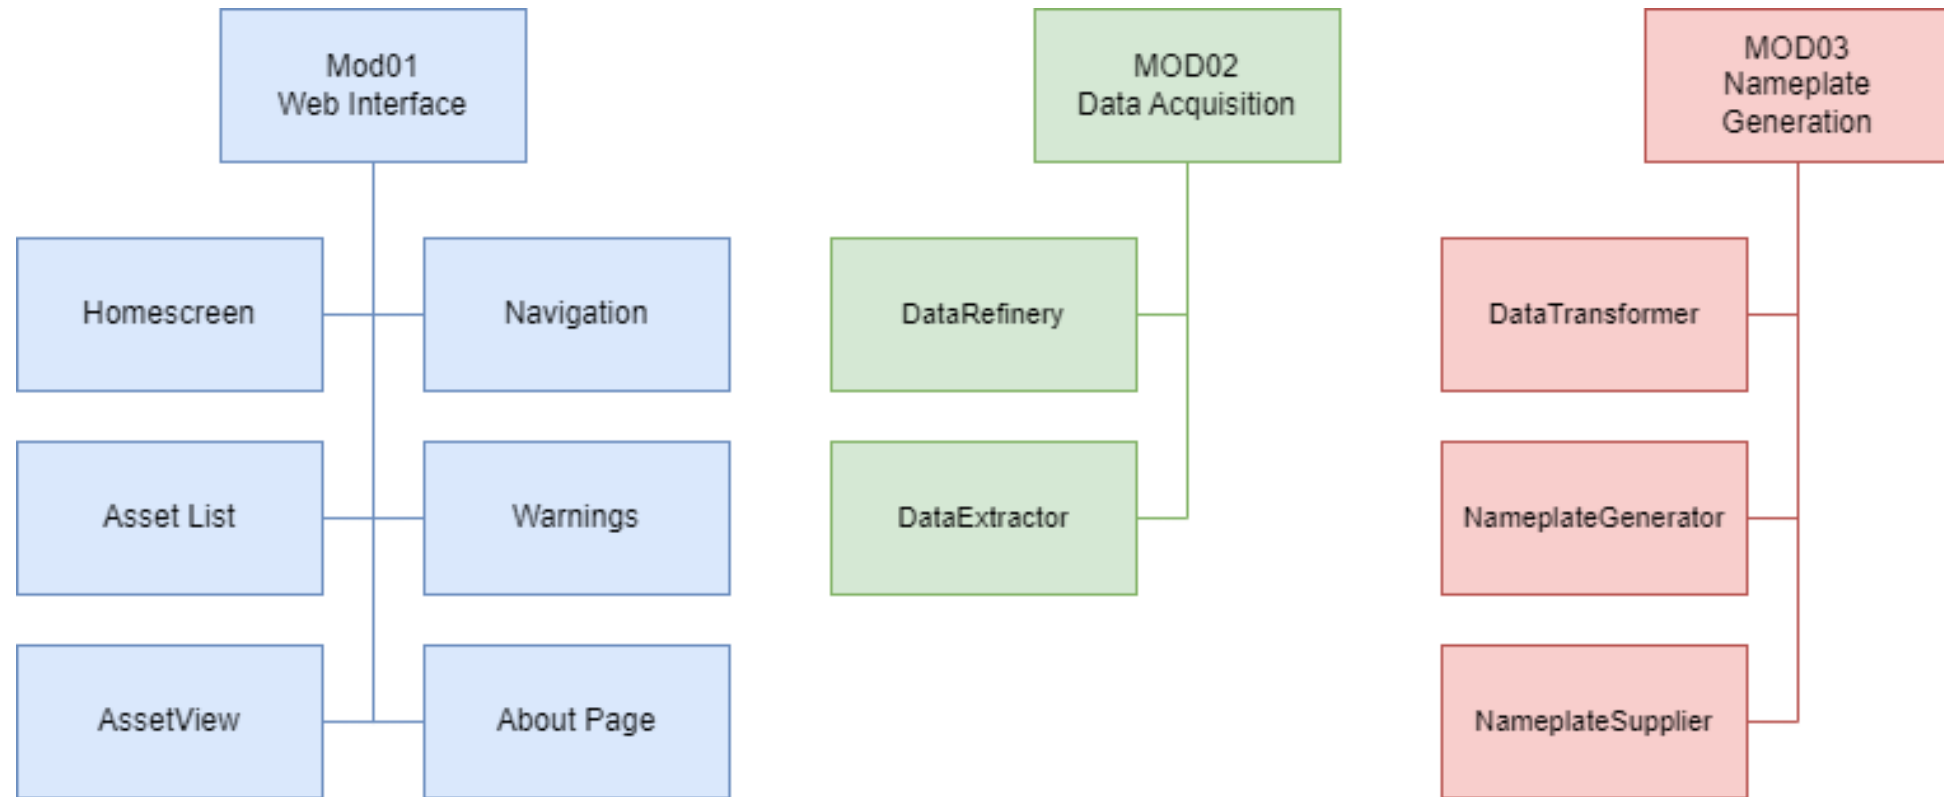 Mod01
Web Interface
Homescreen
Navigation
Asset List
Warnings
AssetView
About Page
MOD02
Data Acquisition
DataRefinery
DataExtractor
MOD03
Nameplate
Generation
DataTransformer
NameplateGenerator
NameplateSupplier